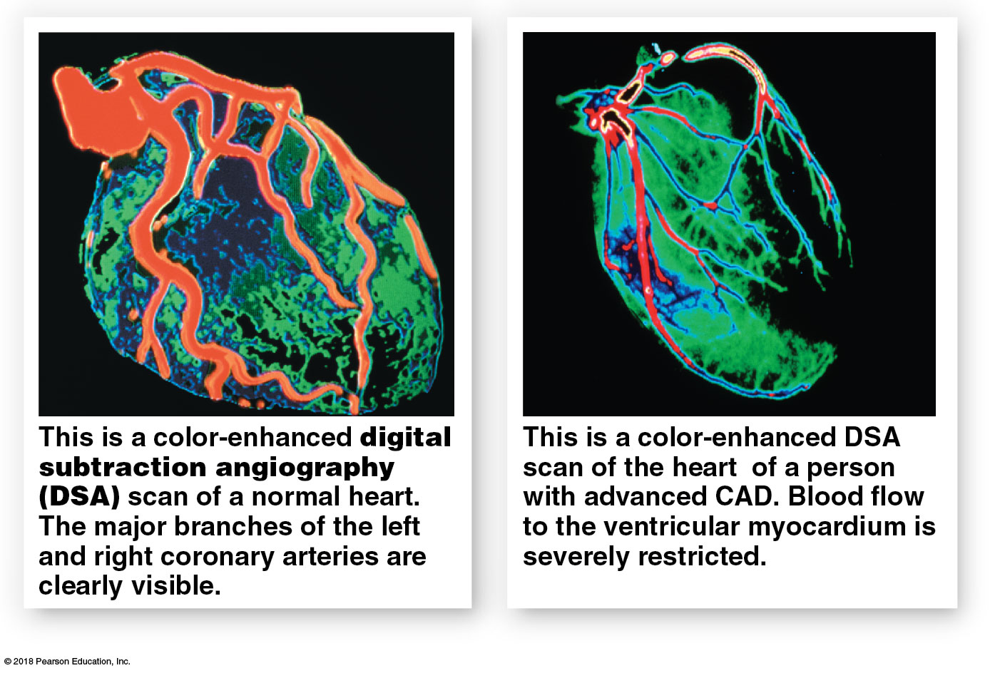 This is a color-enhanced digital
subtraction angiography
(DSA) scan of a normal heart.
The major branches of the left
and right coronary arteries are
clearly visible.
This is a color-enhanced DSA
scan of the heart of a person
with advanced CAD. Blood flow
to the ventricular myocardium is
severely restricted.
© 2018 Pearson Education, Inc.